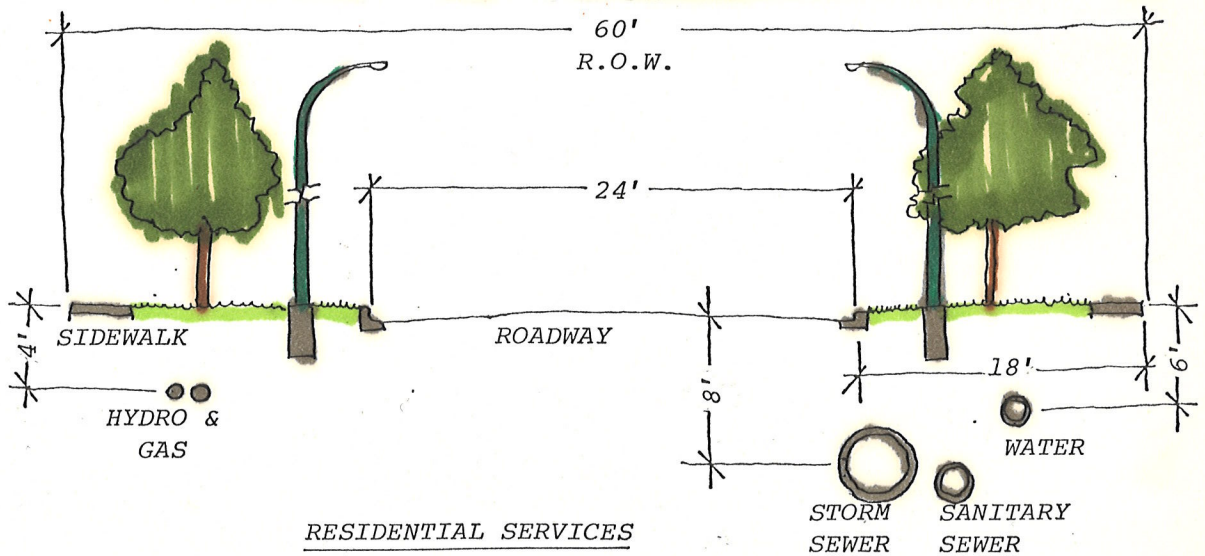 60'
R.O.W.
24'
SIDEWALK
ROADWAY
4'
18'
6'
8'
HYDRO &
GAS
WATER
STORM
SEWER
SANITARY
SEWER
RESIDENTIAL SERVICES